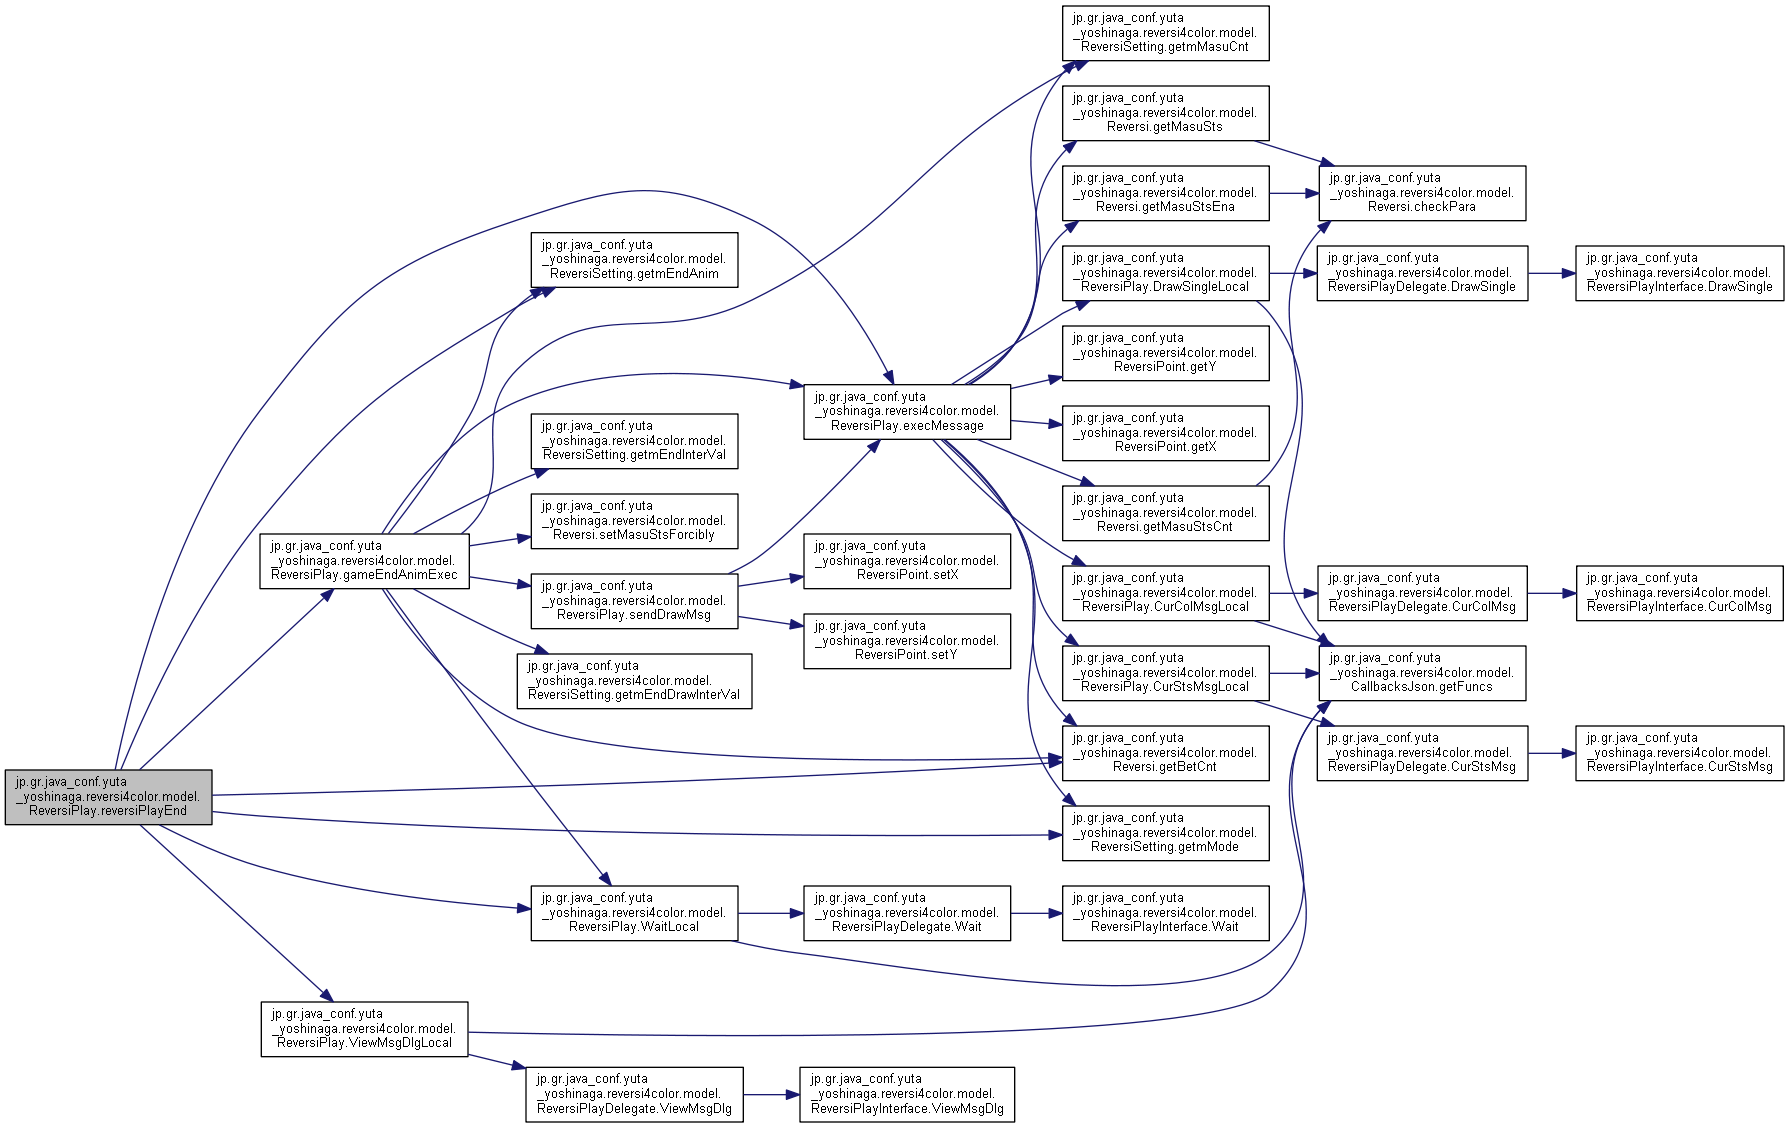 jp.gr.java_conf.yuta
_yoshinaga.reversi4color.model.
ReversiPlay.reversiPlayEnd
jp.gr.java_conf.yuta
_yoshinaga.reversi4color.model.
ReversiPlay.gameEndAnimExec
jp.gr.java_conf.yuta
_yoshinaga.reversi4color.model.
ReversiPlay.ViewMsgDlgLocal
jp.gr.java_conf.yuta
_yoshinaga.reversi4color.model.
ReversiSetting.getmEndAnim
jp.gr.java_conf.yuta
_yoshinaga.reversi4color.model.
ReversiSetting.getmEndInterVal
jp.gr.java_conf.yuta
_yoshinaga.reversi4color.model.
Reversi.setMasuStsForcibly
jp.gr.java_conf.yuta
_yoshinaga.reversi4color.model.
ReversiPlay.sendDrawMsg
jp.gr.java_conf.yuta
_yoshinaga.reversi4color.model.
ReversiSetting.getmEndDrawInterVal
jp.gr.java_conf.yuta
_yoshinaga.reversi4color.model.
ReversiPlay.WaitLocal
jp.gr.java_conf.yuta
_yoshinaga.reversi4color.model.
ReversiPlayDelegate.ViewMsgDlg
jp.gr.java_conf.yuta
_yoshinaga.reversi4color.model.
ReversiPlay.execMessage
jp.gr.java_conf.yuta
_yoshinaga.reversi4color.model.
ReversiPoint.setX
jp.gr.java_conf.yuta
_yoshinaga.reversi4color.model.
ReversiPoint.setY
jp.gr.java_conf.yuta
_yoshinaga.reversi4color.model.
ReversiPlayDelegate.Wait
jp.gr.java_conf.yuta
_yoshinaga.reversi4color.model.
ReversiPlayInterface.ViewMsgDlg
jp.gr.java_conf.yuta
_yoshinaga.reversi4color.model.
ReversiSetting.getmMasuCnt
jp.gr.java_conf.yuta
_yoshinaga.reversi4color.model.
Reversi.getMasuSts
jp.gr.java_conf.yuta
_yoshinaga.reversi4color.model.
Reversi.getMasuStsEna
jp.gr.java_conf.yuta
_yoshinaga.reversi4color.model.
ReversiPlay.DrawSingleLocal
jp.gr.java_conf.yuta
_yoshinaga.reversi4color.model.
ReversiPoint.getY
jp.gr.java_conf.yuta
_yoshinaga.reversi4color.model.
ReversiPoint.getX
jp.gr.java_conf.yuta
_yoshinaga.reversi4color.model.
Reversi.getMasuStsCnt
jp.gr.java_conf.yuta
_yoshinaga.reversi4color.model.
ReversiPlay.CurColMsgLocal
jp.gr.java_conf.yuta
_yoshinaga.reversi4color.model.
ReversiPlay.CurStsMsgLocal
jp.gr.java_conf.yuta
_yoshinaga.reversi4color.model.
Reversi.getBetCnt
jp.gr.java_conf.yuta
_yoshinaga.reversi4color.model.
ReversiSetting.getmMode
jp.gr.java_conf.yuta
_yoshinaga.reversi4color.model.
ReversiPlayInterface.Wait
jp.gr.java_conf.yuta
_yoshinaga.reversi4color.model.
Reversi.checkPara
jp.gr.java_conf.yuta
_yoshinaga.reversi4color.model.
ReversiPlayDelegate.DrawSingle
jp.gr.java_conf.yuta
_yoshinaga.reversi4color.model.
ReversiPlayDelegate.CurColMsg
jp.gr.java_conf.yuta
_yoshinaga.reversi4color.model.
CallbacksJson.getFuncs
jp.gr.java_conf.yuta
_yoshinaga.reversi4color.model.
ReversiPlayDelegate.CurStsMsg
jp.gr.java_conf.yuta
_yoshinaga.reversi4color.model.
ReversiPlayInterface.DrawSingle
jp.gr.java_conf.yuta
_yoshinaga.reversi4color.model.
ReversiPlayInterface.CurColMsg
jp.gr.java_conf.yuta
_yoshinaga.reversi4color.model.
ReversiPlayInterface.CurStsMsg